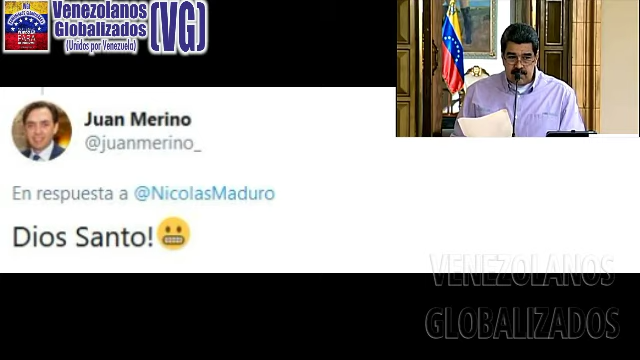 Venezolanos
Globalizados
(Unidos por Venezuela)
(VG)
Juan Merino
@juanmerino_
En respuesta a @NicolasMaduro
Dios Santo!😬
VENEZOLANOS
GLOBALIZADOS